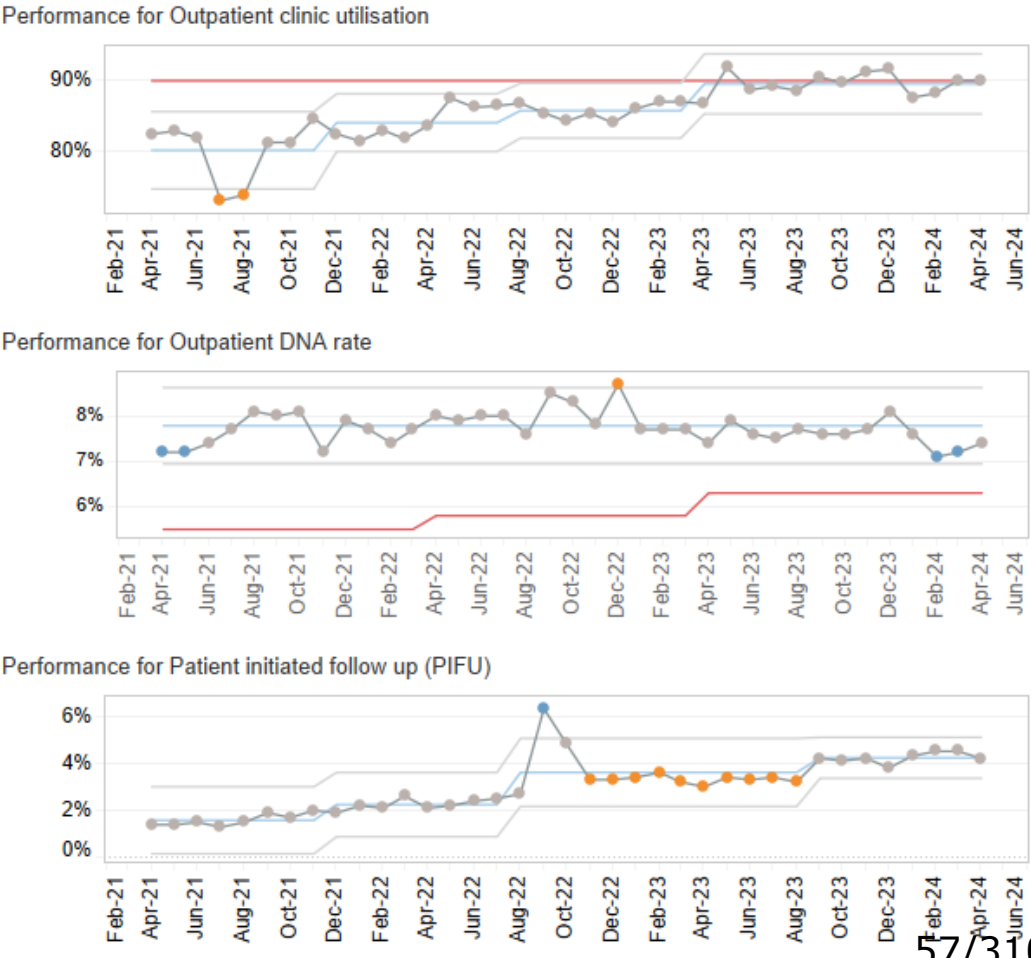 Performance for Outpatient clinic utilisation
90%
80%
Feb-21 Apr-21 Jun-21 Aug-21 Oct-21 Dec-21 Feb-22 Apr-22 Jun-22 Aug-22 Oct-22 Dec-22 Feb-23 Apr-23 Jun-23 Aug-23 Oct-23 Dec-23 Feb-24 Apr-24 Jun-24
Performance for Outpatient DNA rate
8%
7%
6%
Feb-21 Apr-21 Jun-21 Aug-21 Oct-21 Dec-21 Feb-22 Apr-22 Jun-22 Aug-22 Oct-22 Dec-22 Feb-23 Apr-23 Jun-23 Aug-23 Oct-23 Dec-23 Feb-24 Apr-24 Jun-24
Performance for Patient initiated follow up (PIFU)
6%
4%
2%
0%
Feb-21 Apr-21 Jun-21 Aug-21 Oct-21 Dec-21 Feb-22 Apr-22 Jun-22 Aug-22 Oct-22 Dec-22 Feb-23 Apr-23 Jun-23 Aug-23 Oct-23 Dec-23 Feb-24 Apr-24 Jun-24